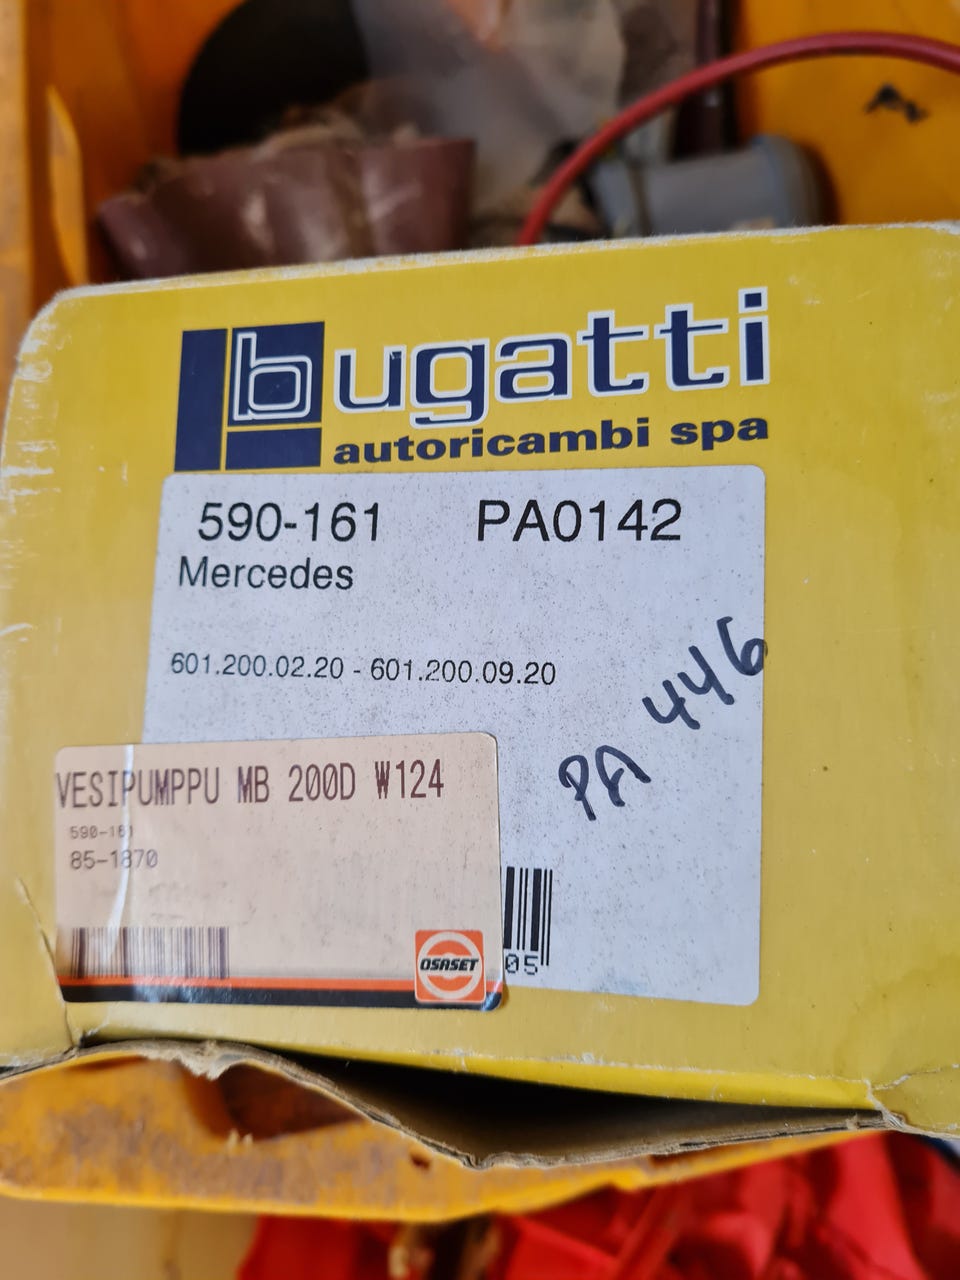 bugatti
autoricambi spa
590-161 PA0142
Mercedes
601.200.02.20 - 601.200.09.20
PA 446
VESIPUMPPU MB 200D W124
590-161
85-1870
OSASET
05